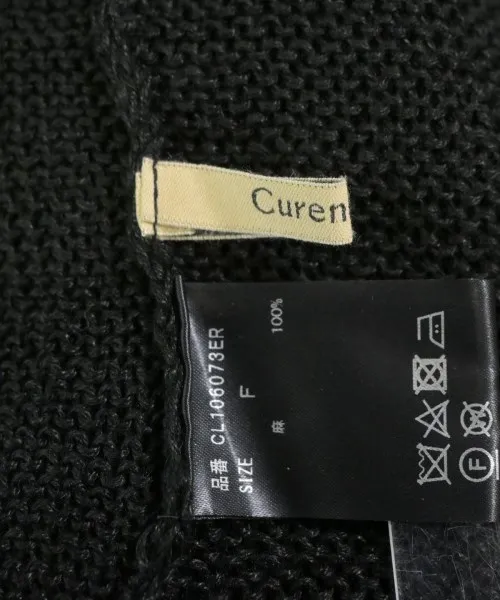 Curen
品番 CL106073ER
SIZE F
麻 100%
F